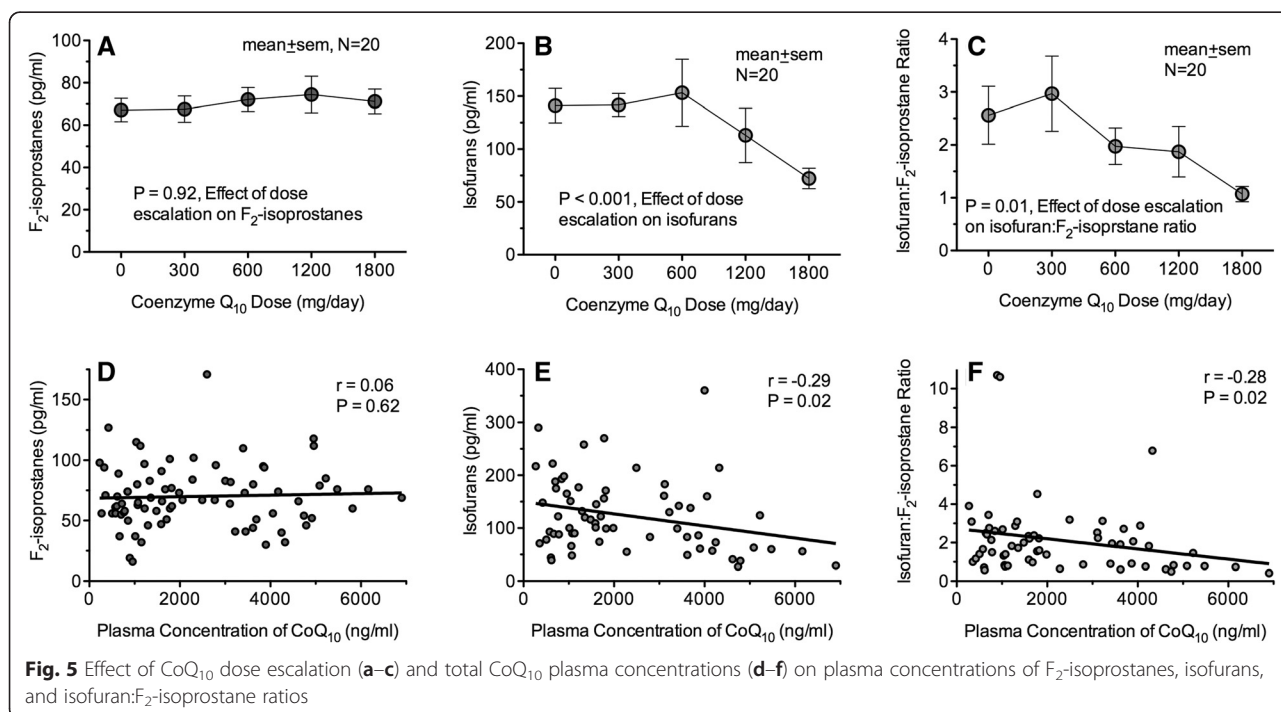 A
mean±sem, N=20
F2-isoprostanes (pg/ml)
100
80
60
40
20
0
P = 0.92, Effect of dose
escalation on F2-isoprostanes
0 300 600 1200 1800
Coenzyme Q10 Dose (mg/day)
B
mean±sem
N=20
Isofurans (pg/ml)
200
150
100
50
0
P < 0.001, Effect of dose
escalation on isofurans
0 300 600 1200 1800
Coenzyme Q10 Dose (mg/day)
C
mean±sem
N=20
Isofuran:F2-isoprostane Ratio
4
3
2
1
0
P = 0.01, Effect of dose escalation
on isofuran:F2-isoprstane ratio
0 300 600 1200 1800
Coenzyme Q10 Dose (mg/day)
D
r = 0.06
P = 0.62
F2-isoprostanes (pg/ml)
150
100
50
0
0 2000 4000 6000
Plasma Concentration of CoQ10 (ng/ml)
E
r = -0.29
P = 0.02
Isofurans (pg/ml)
400
300
200
100
0
0 2000 4000 6000
Plasma Concentration of CoQ10 (ng/ml)
F
r = -0.28
P = 0.02
Isofuran:F2-isoprostane Ratio
10
8
6
4
2
0
0 2000 4000 6000
Plasma Concentration of CoQ10 (ng/ml)
Fig. 5 Effect of CoQ10 dose escalation (a–c) and total CoQ10 plasma concentrations (d–f) on plasma concentrations of F2-isoprostanes, isofurans,
and isofuran:F2-isoprostane ratios